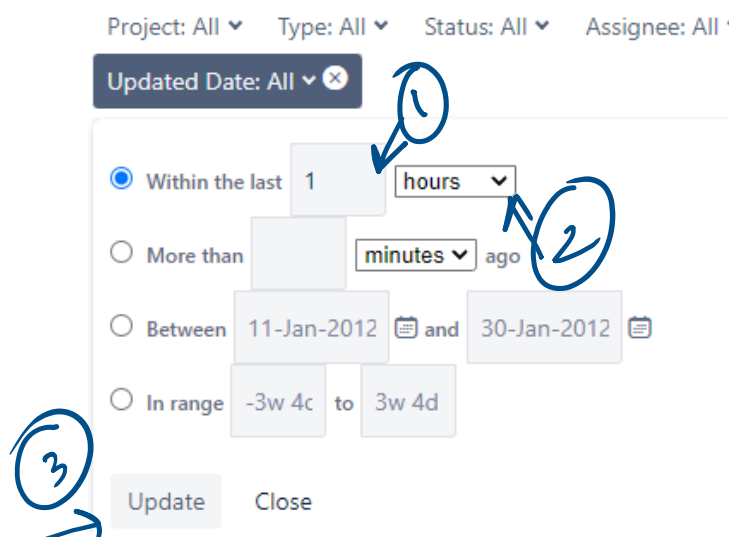 Project: All Type: All Status: All Assignee: All
Updated Date: All
1
Within the last 1 hours
More than minutes ago 2
Between 11-Jan-2012 and 30-Jan-2012
In range -3w 4d to 3w 4d
3
Update Close